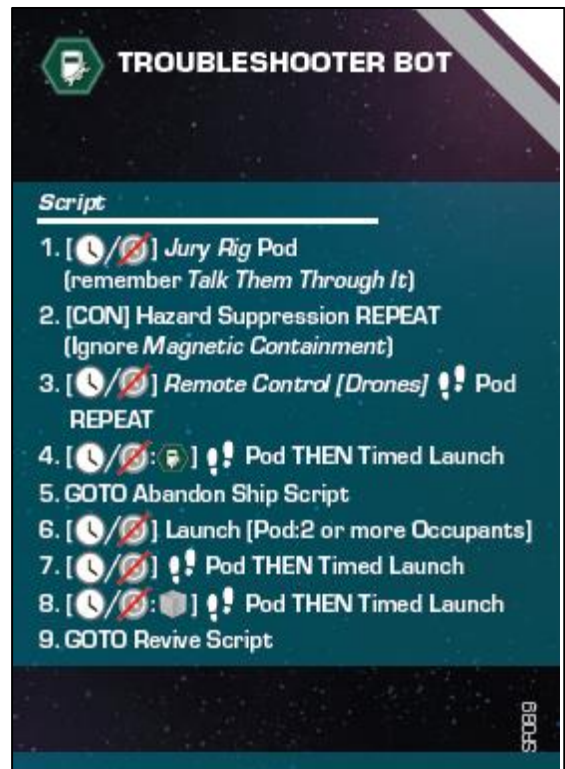 TROUBLESHOOTER BOT
Script
1. [/] Jury Rig Pod
(remember Talk Them Through It)
2. [CON] Hazard Suppression REPEAT
(Ignore Magnetic Containment)
3. [/] Remote Control [Drones] Pod
REPEAT
4. [/:] Pod THEN Timed Launch
5. GOTO Abandon Ship Script
6. [/] Launch [Pod:2 or more Occupants]
7. [/] Pod THEN Timed Launch
8. [/:] Pod THEN Timed Launch
9. GOTO Revive Script